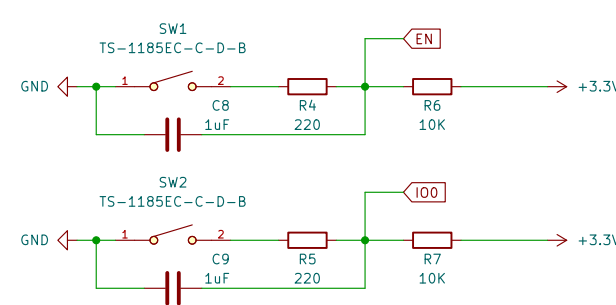 SW1
TS-1185EC-C-D-B
EN
GND
1
2
+3.3V
C8
R4
R6
1uF
220
10K
SW2
TS-1185EC-C-D-B
IO0
GND
1
2
+3.3V
C9
R5
R7
1uF
220
10K